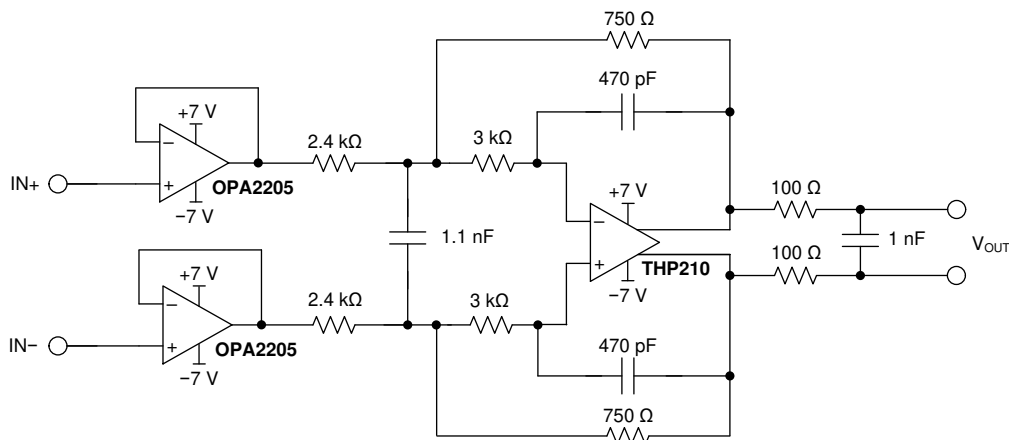 750 Ω
470 pF
+7 V
−
2.4 kΩ
3 kΩ
IN+
+
OPA2205
−7 V
+7 V
100 Ω
−
1.1 nF
1 nF
VOUT
+7 V
+
THP210
100 Ω
−7 V
−
2.4 kΩ
3 kΩ
IN−
+
OPA2205
470 pF
−7 V
750 Ω